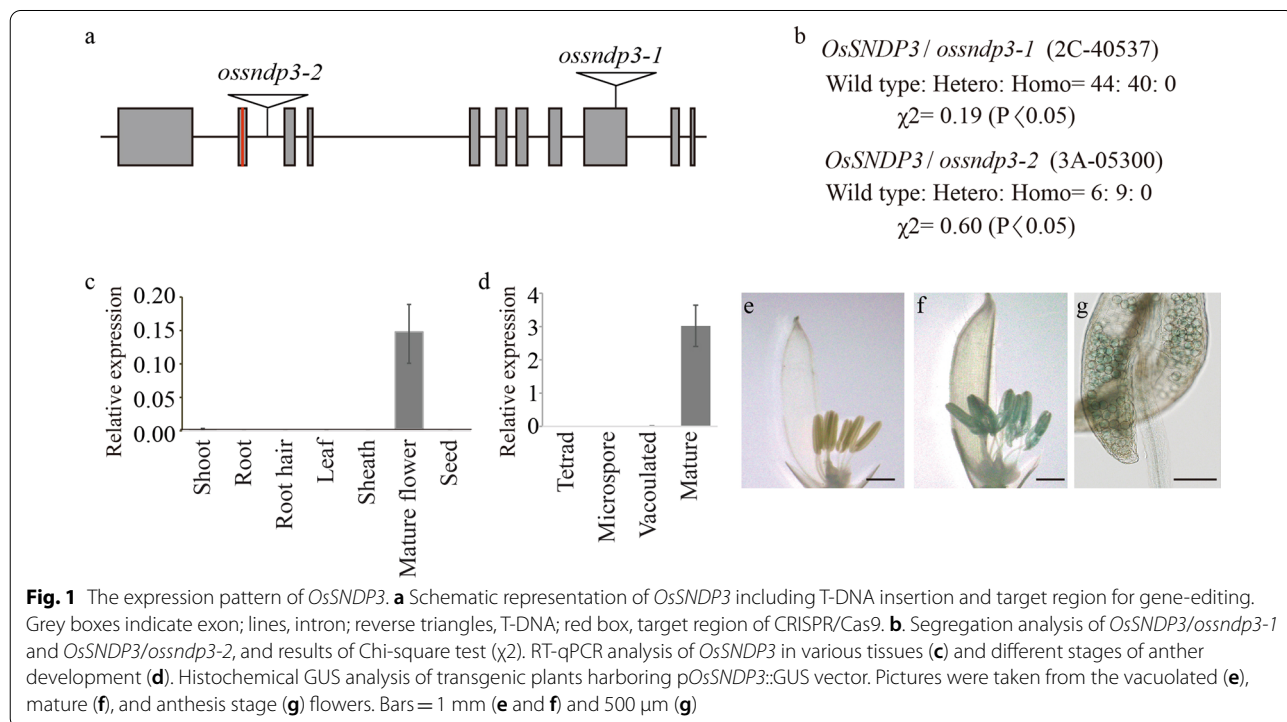 a
ossndp3-2
ossndp3-1
b
OsSNDP3 / ossndp3-1 (2C-40537)
Wild type: Hetero: Homo= 44: 40: 0
χ2= 0.19 (P〈0.05)
OsSNDP3 / ossndp3-2 (3A-05300)
Wild type: Hetero: Homo= 6: 9: 0
χ2= 0.60 (P〈0.05)
c
Relative expression
0.20
0.15
0.10
0.05
0.00
Shoot
Root
Root hair
Leaf
Sheath
Mature flower
Seed
d
Relative expression
4
3
2
1
0
Tetrad
Microspore
Vacoulated
Mature
e
f
g
Fig. 1 The expression pattern of OsSNDP3. a Schematic representation of OsSNDP3 including T-DNA insertion and target region for gene-editing.
Grey boxes indicate exon; lines, intron; reverse triangles, T-DNA; red box, target region of CRISPR/Cas9. b. Segregation analysis of OsSNDP3/ossndp3-1
and OsSNDP3/ossndp3-2, and results of Chi-square test (χ2). RT-qPCR analysis of OsSNDP3 in various tissues (c) and different stages of anther
development (d). Histochemical GUS analysis of transgenic plants harboring pOsSNDP3::GUS vector. Pictures were taken from the vacuolated (e),
mature (f), and anthesis stage (g) flowers. Bars = 1 mm (e and f) and 500 μm (g)